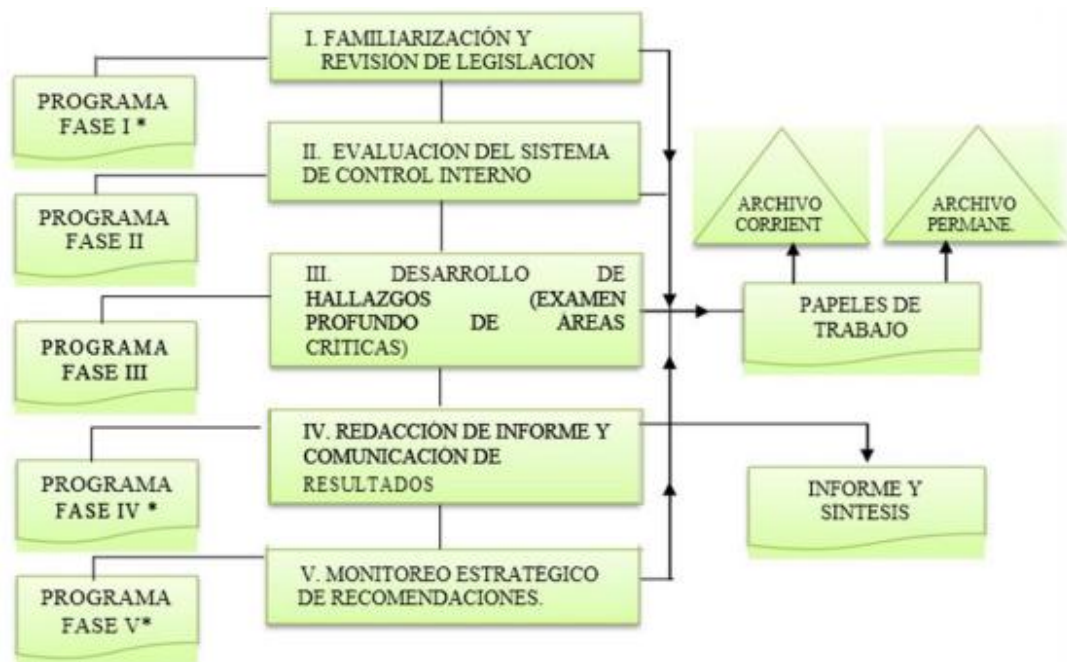 I. FAMILIARIZACIÓN Y
REVISIÓN DE LEGISLACION
PROGRAMA
FASE I *
II. EVALUACION DEL SISTEMA
DE CONTROL INTERNO
PROGRAMA
FASE II
ARCHIVO
CORRIENT
ARCHIVO
PERMANE.
III. DESARROLLO DE
HALLAZGOS (EXAMEN
PROFUNDO DE AREAS
CRITICAS)
PAPELES DE
TRABAJO
PROGRAMA
FASE III
IV. REDACCIÓN DE INFORME Y
COMUNICACIÓN DE
RESULTADOS
PROGRAMA
FASE IV *
INFORME Y
SINTESIS
V. MONITOREO ESTRATEGICO
DE RECOMENDACIONES.
PROGRAMA
FASE V*